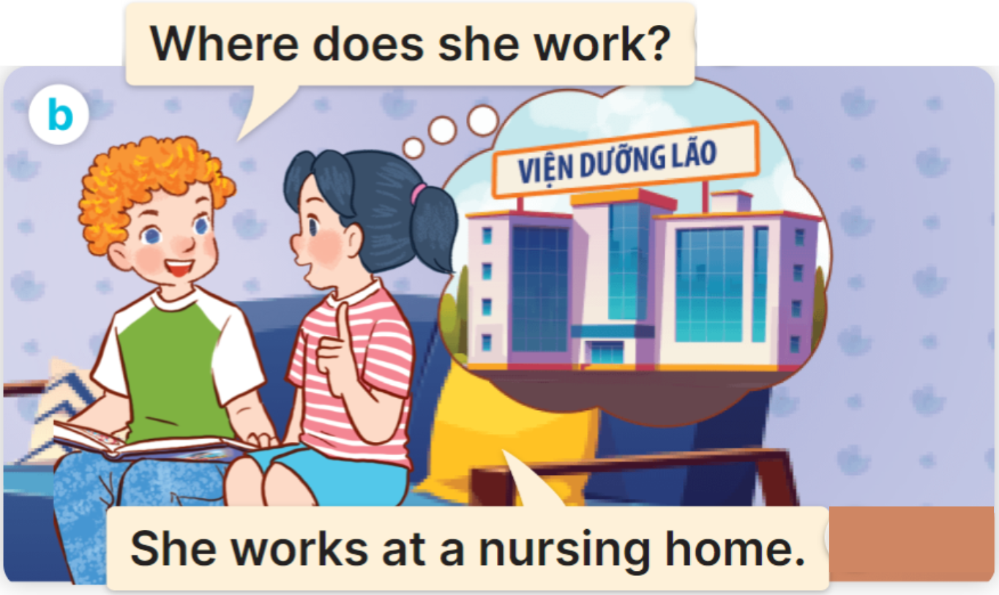 Where does she work?
b
VIỆN DƯỠNG LÃO
She works at a nursing home.